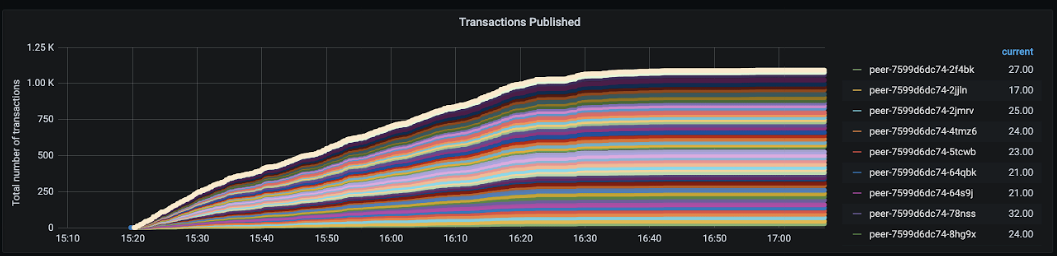 Transactions Published
Total number of transactions
1.25 K
1.00 K
750
500
250
0
15:10 15:20 15:30 15:40 15:50 16:00 16:10 16:20 16:30 16:40 16:50 17:00
current
peer-7599d6dc74-2f4bk 27.00
peer-7599d6dc74-2jjln 17.00
peer-7599d6dc74-2jmrv 25.00
peer-7599d6dc74-4tmz6 24.00
peer-7599d6dc74-5tcwb 23.00
peer-7599d6dc74-64qbk 21.00
peer-7599d6dc74-64s9j 21.00
peer-7599d6dc74-78nss 32.00
peer-7599d6dc74-8hg9x 24.00